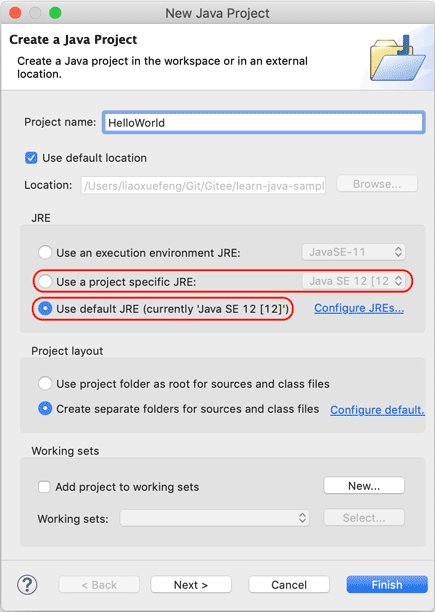 New Java Project
Create a Java Project
Create a Java project in the workspace or in an external
location.
Project name: HelloWorld
Use default location
Location: /Users/liaoxuefeng/Git/Gitee/learn-java-sampl Browse...
JRE
Use an execution environment JRE: JavaSE-11
Use a project specific JRE: Java SE 12 [12
Use default JRE (currently 'Java SE 12 [12]') Configure JREs...
Project layout
Use project folder as root for sources and class files
Create separate folders for sources and class files Configure default.
Working sets
Add project to working sets New...
Working sets: Select...
? < Back Next > Cancel Finish